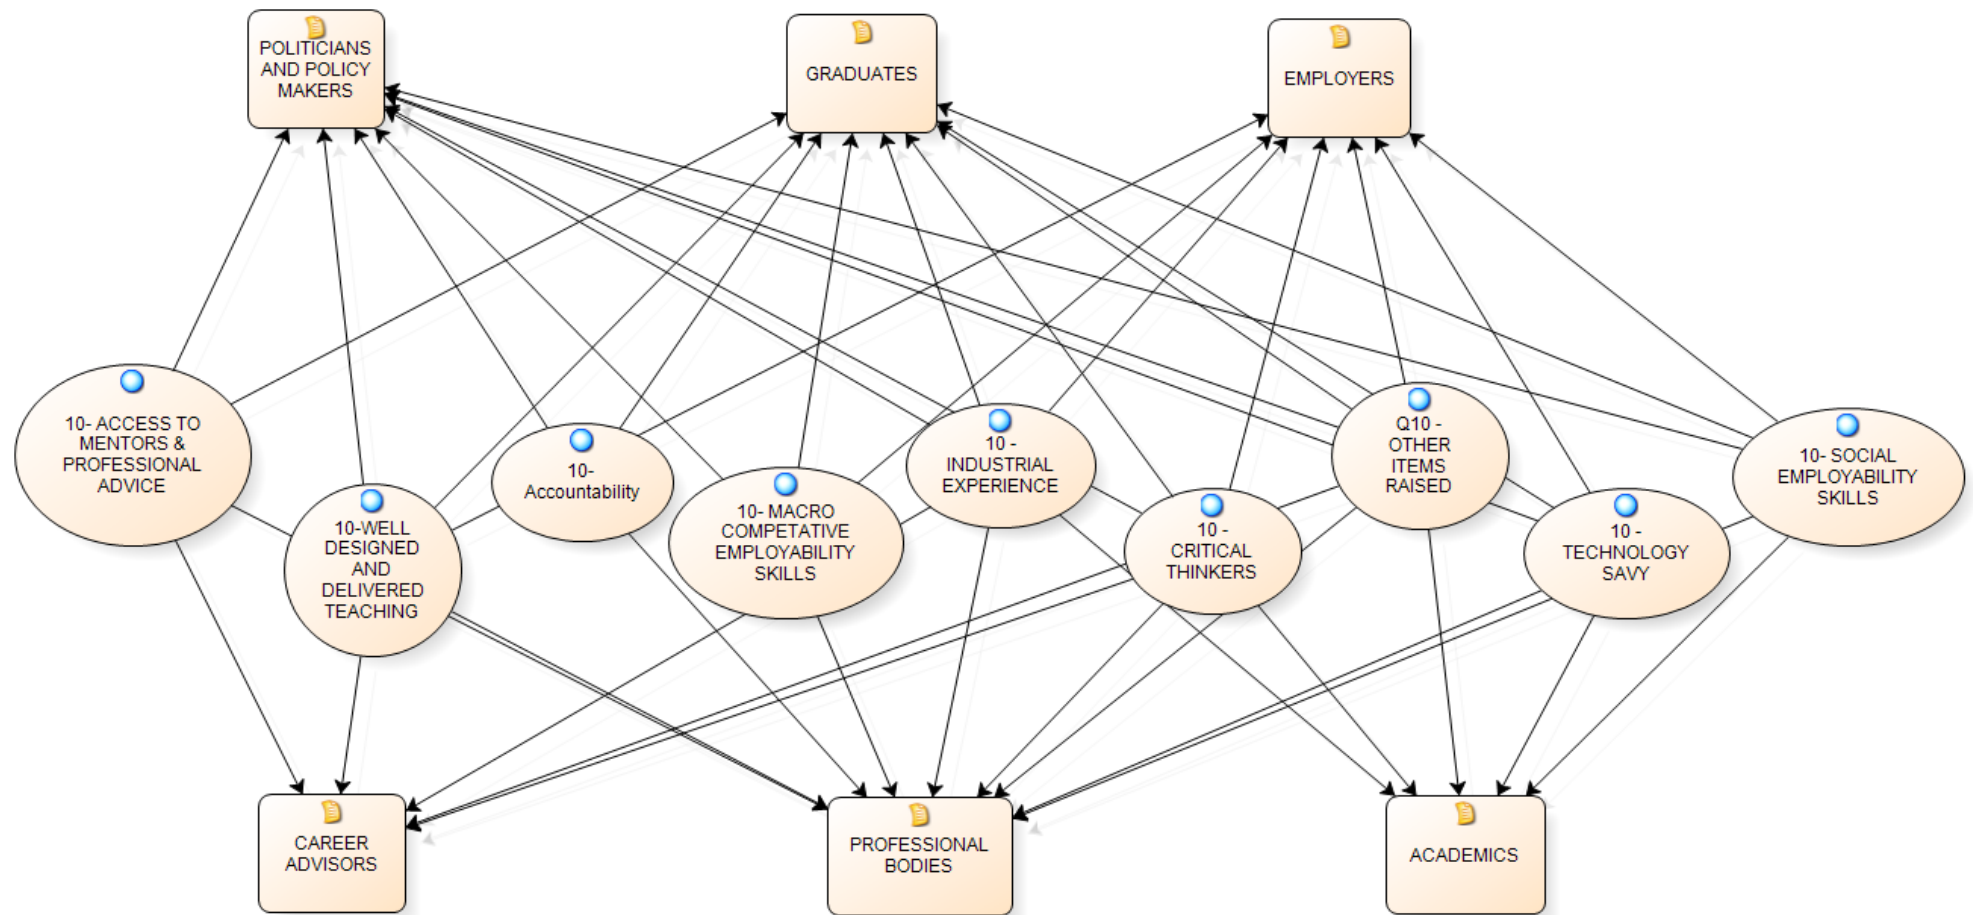 POLITICIANS
AND POLICY
MAKERS
GRADUATES
EMPLOYERS
10- ACCESS TO
MENTORS &
PROFESSIONAL
ADVICE
10-WELL
DESIGNED
AND
DELIVERED
TEACHING
10-
Accountability
10- MACRO
COMPETATIVE
EMPLOYABILITY
SKILLS
10 -
INDUSTRIAL
EXPERIENCE
10 -
CRITICAL
THINKERS
Q10 -
OTHER
ITEMS
RAISED
10 -
TECHNOLOGY
SAVY
10- SOCIAL
EMPLOYABILITY
SKILLS
CAREER
ADVISORS
PROFESSIONAL
BODIES
ACADEMICS